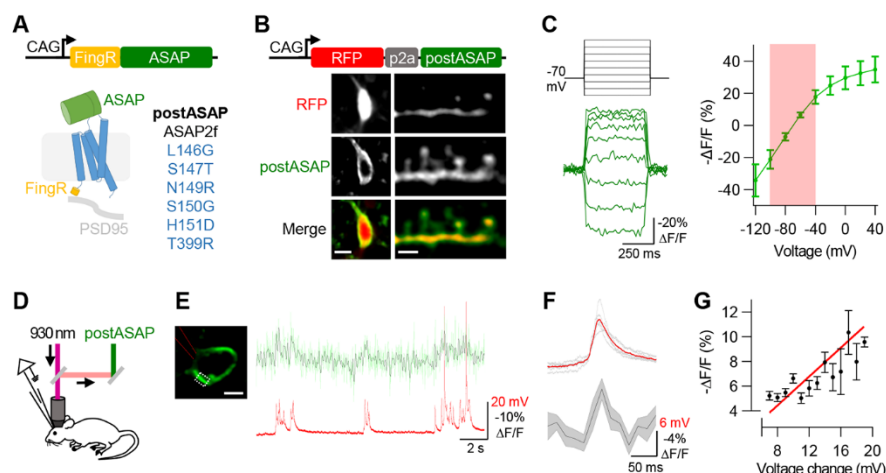 A
CAG
FingR
ASAP
ASAP
FingR
PSD95
postASAP
ASAP2f
L146G
S147T
N149R
S150G
H151D
T399R
B
CAG
RFP
p2a
postASAP
RFP
postASAP
Merge
C
-70
mV
-20%
ΔF/F
250 ms
-ΔF/F (%)
40
20
0
-20
-40
-120
-80
-40
0
40
Voltage (mV)
D
930 nm
postASAP
E
20 mV
-10%
ΔF/F
2 s
F
6 mV
-4%
ΔF/F
50 ms
G
-ΔF/F (%)
12
10
8
6
4
8
12
16
20
Voltage change (mV)